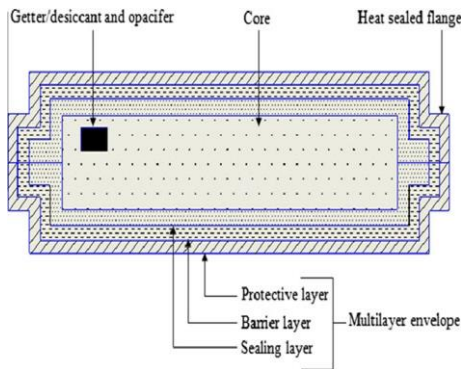 Getter/desiccant and opacifer
Core
Heat sealed flange
Protective layer
Barrier layer
Sealing layer
Multilayer envelope